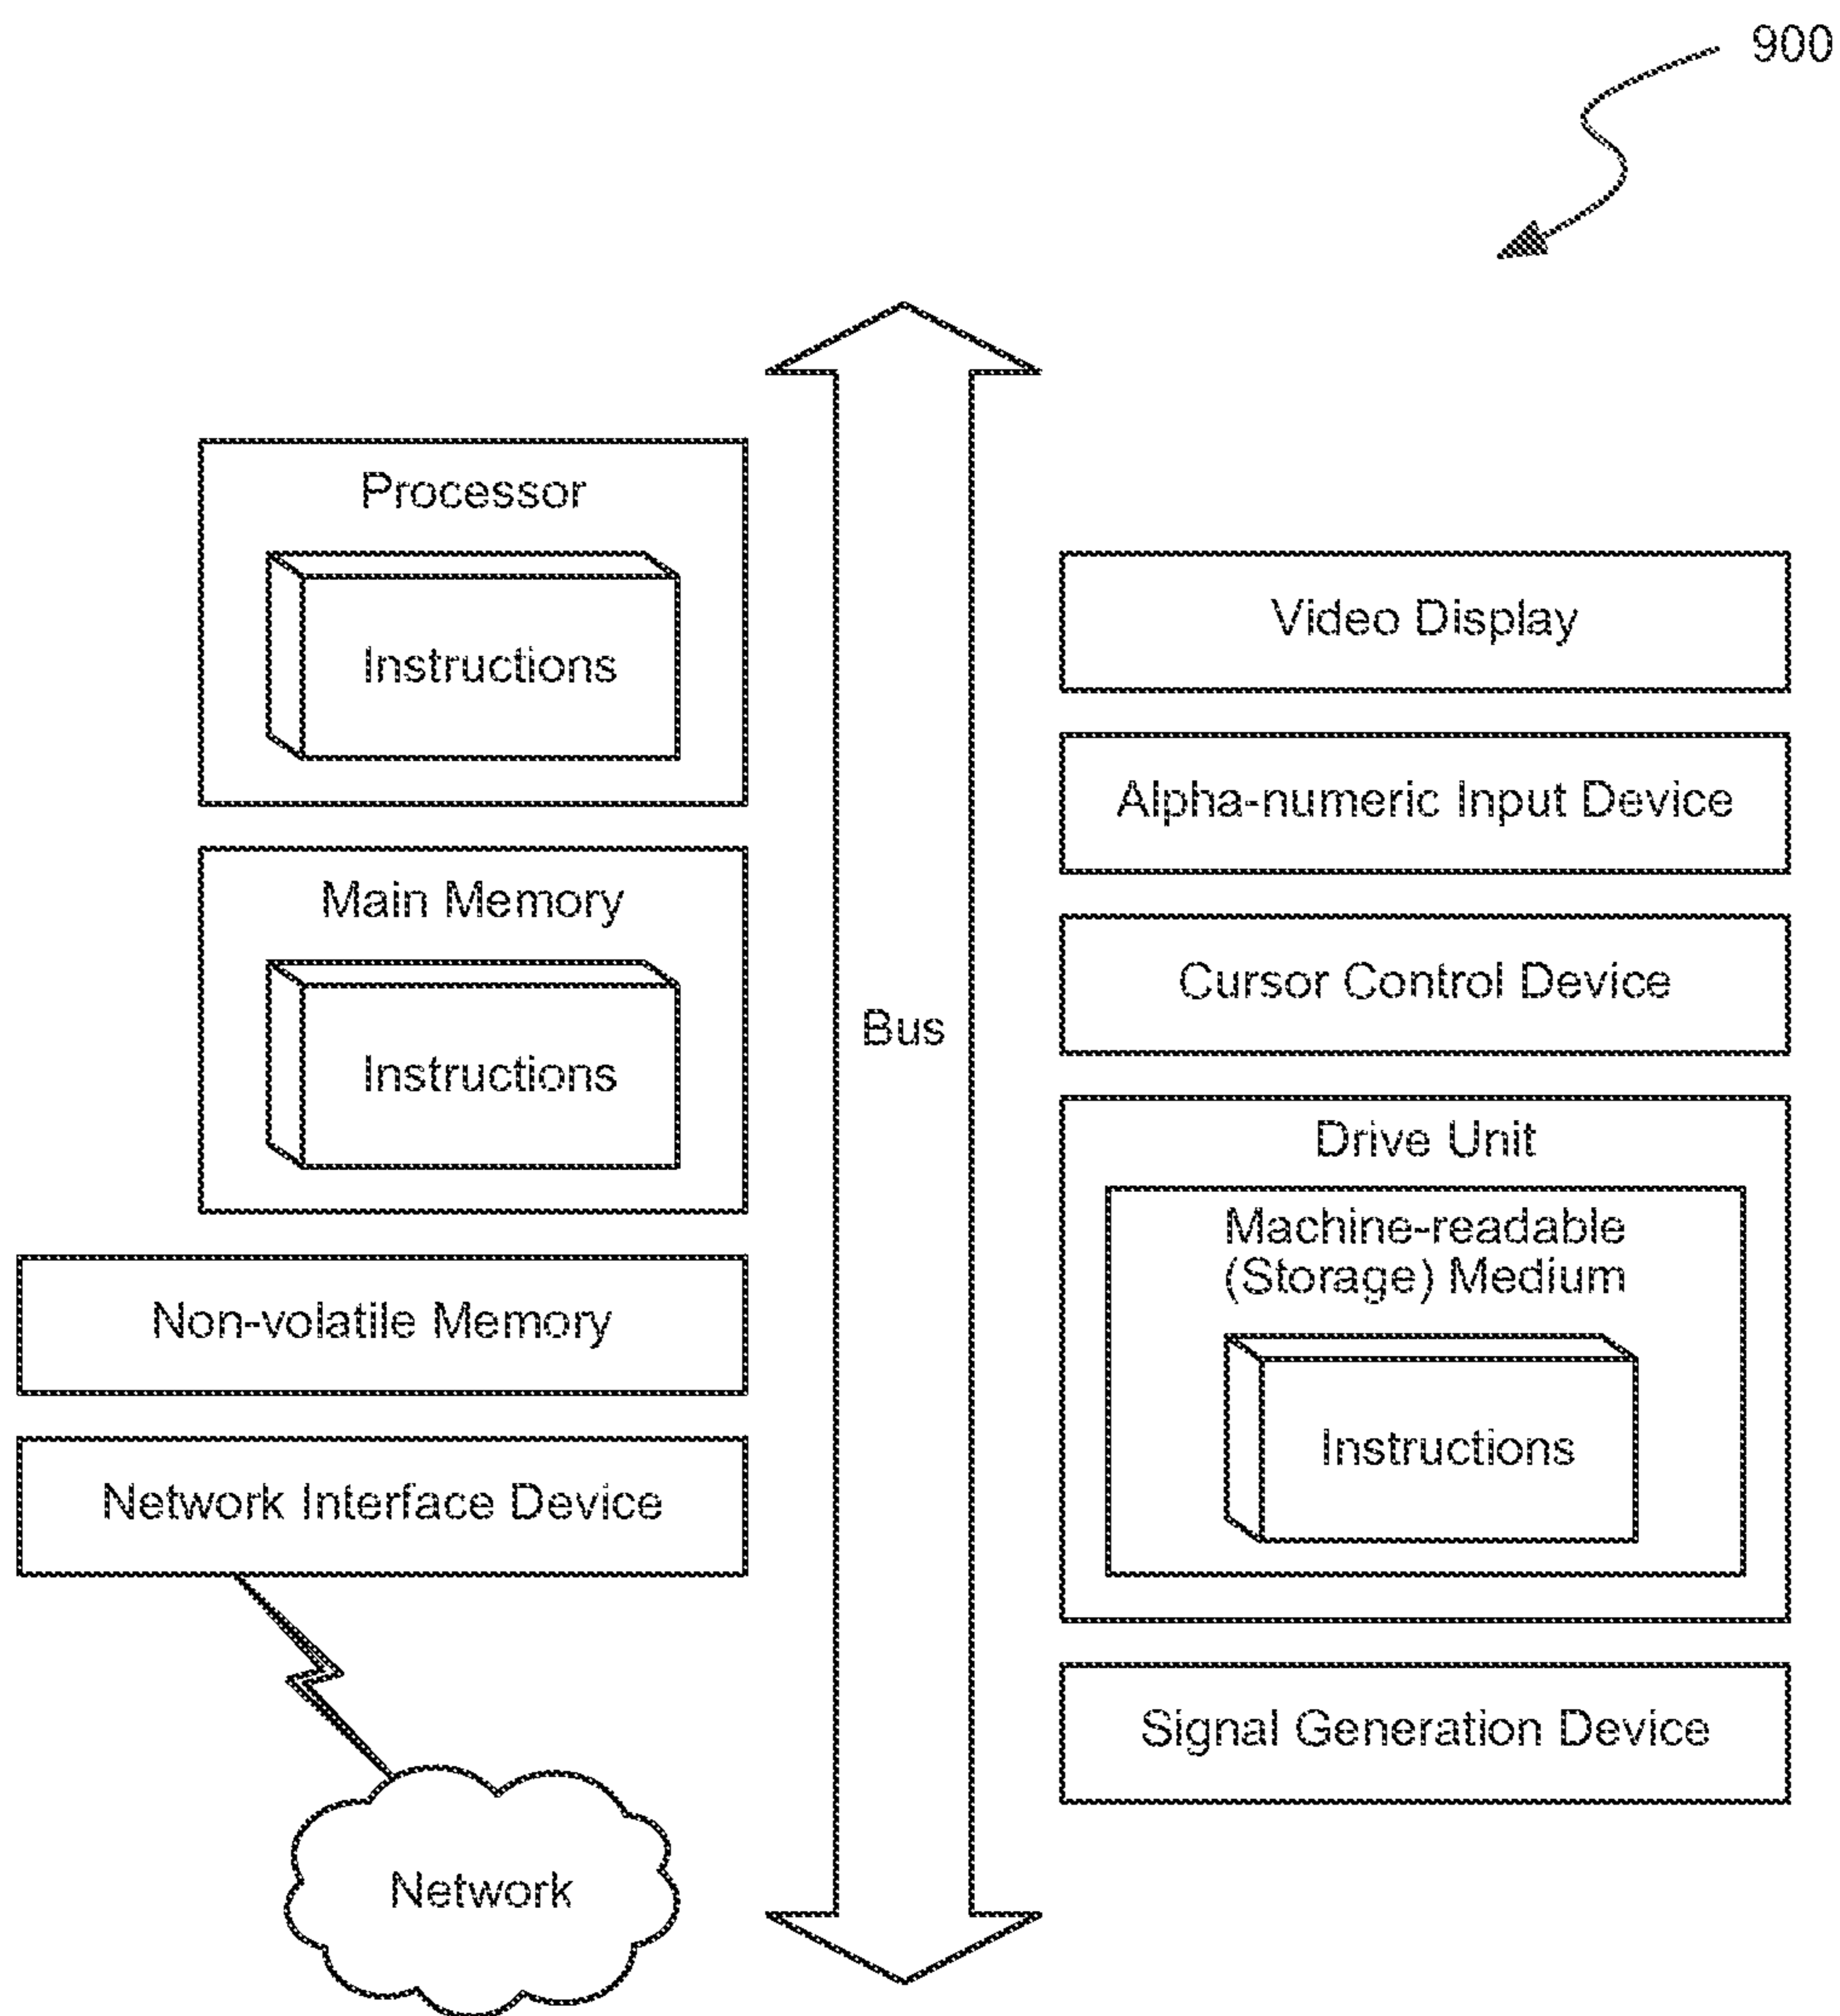 900
Processor
Instructions
Main Memory
Instructions
Non-volatile Memory
Network Interface Device
Network
Bus
Video Display
Alpha-numeric Input Device
Cursor Control Device
Drive Unit
Machine-readable
(Storage) Medium
Instructions
Signal Generation Device